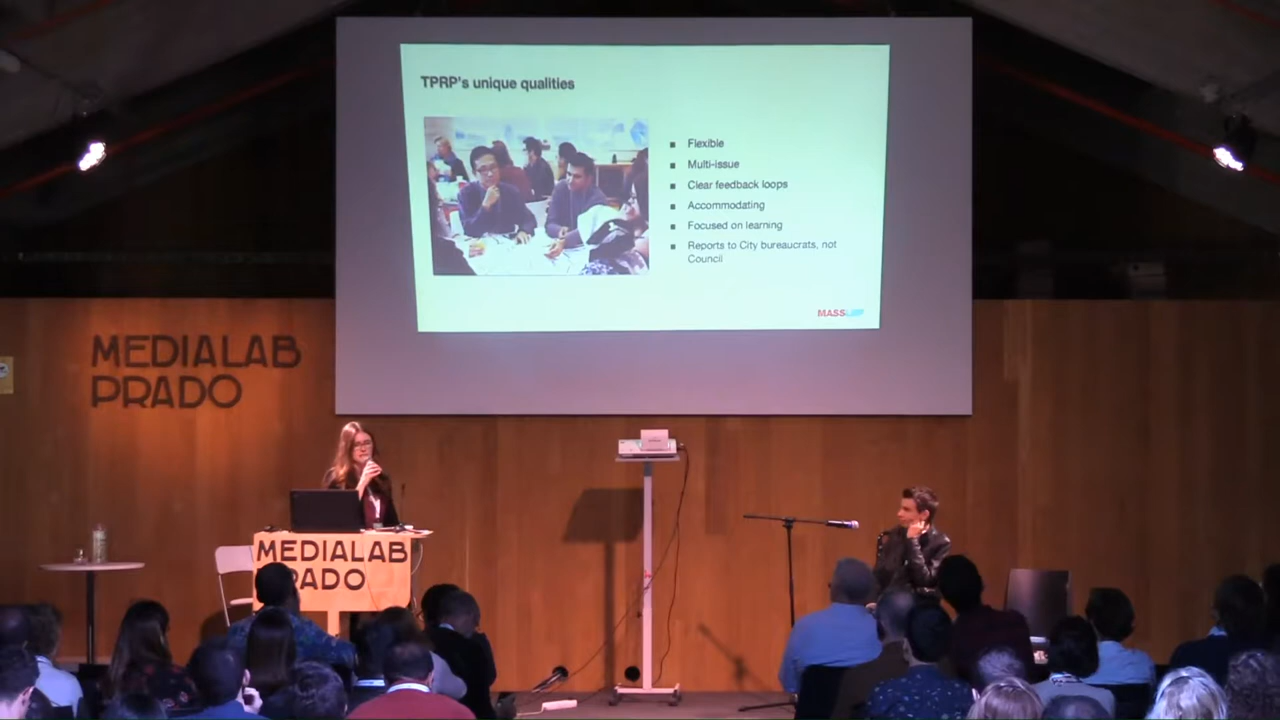 TPRP's unique qualities
Flexible
Multi-issue
Clear feedback loops
Accommodating
Focused on learning
Reports to City bureaucrats, not
Council
MASSLBP
MEDIALAB
PRADO
MEDIALAB
PRADO